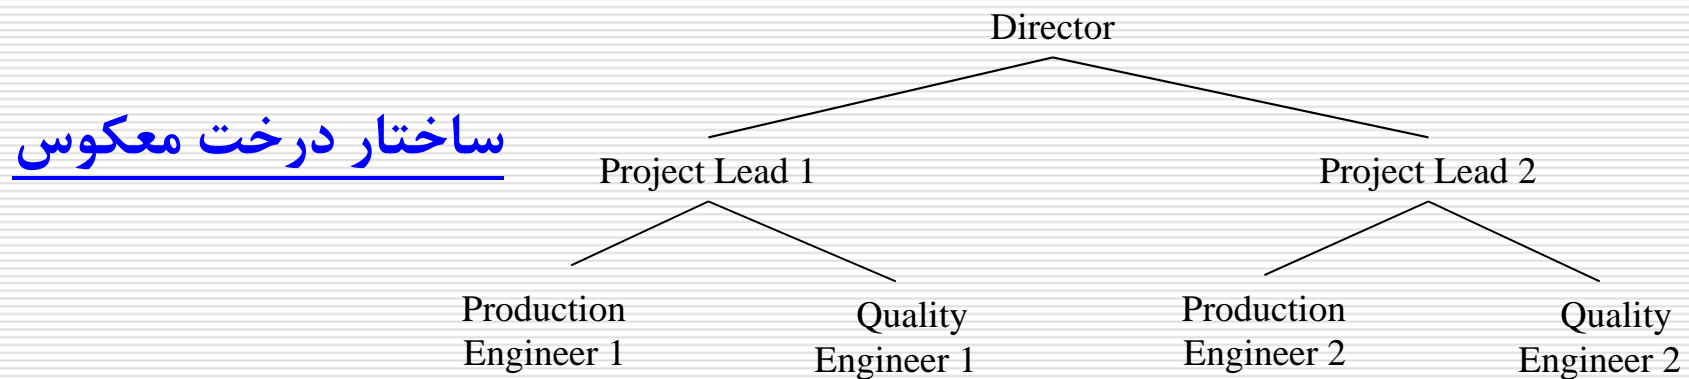 Director
ساختار درخت معکوس
Project Lead 1
Project Lead 2
Production
Engineer 1
Quality
Engineer 1
Production
Engineer 2
Quality
Engineer 2